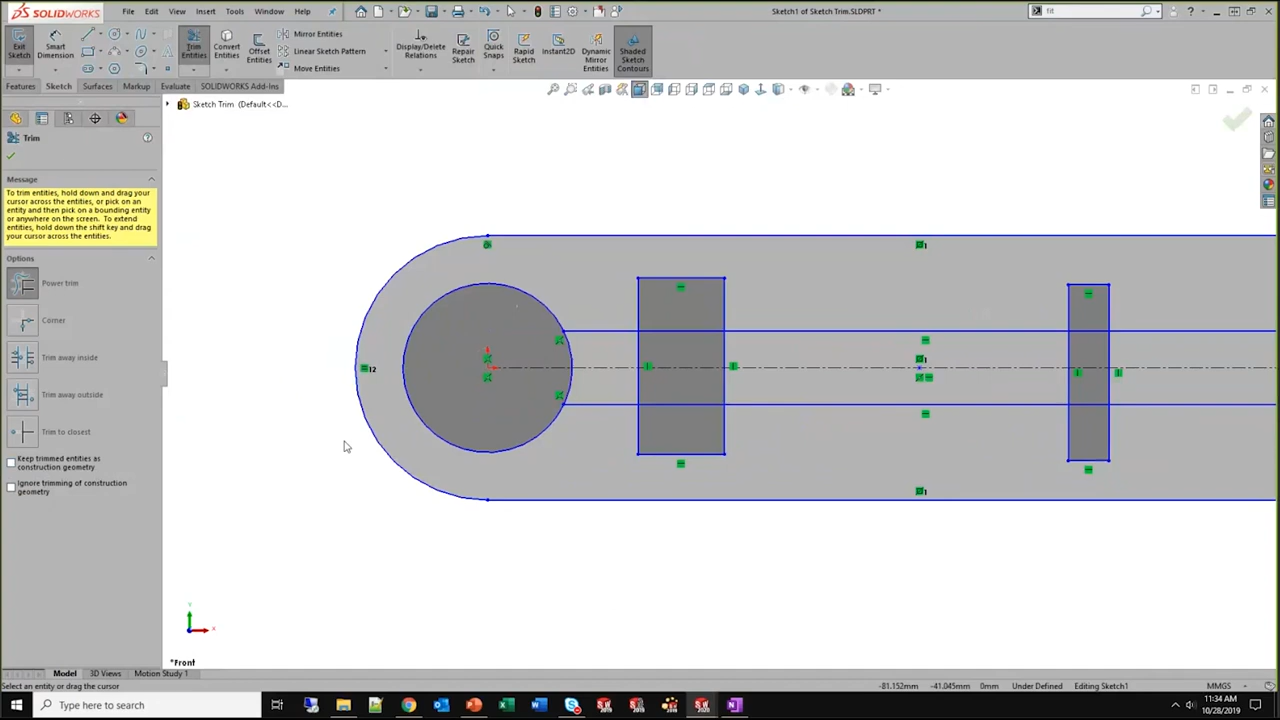 SOLIDWORKS
File Edit View Insert Tools Window Help
Sketch1 of Sketch Trim.SLDPRT *
fit
Exit Sketch
Smart Dimension
Trim Entities
Convert Entities
Offset Entities
Mirror Entities
Linear Sketch Pattern
Move Entities
Display/Delete Relations
Repair Sketch
Quick Snaps
Rapid Sketch
Instant2D
Dynamic Mirror Entities
Shaded Sketch Contours
Features Sketch Surfaces Markup Evaluate SOLIDWORKS Add-Ins
Sketch Trim (Default<<D...
Trim
Message
To trim entities, hold down and drag your
cursor across the entities, or pick on an
entity and then pick on a bounding entity
or anywhere on the screen. To extend
entities, hold down the shift key and drag
your cursor across the entities.
Options
Power trim
Corner
Trim away inside
Trim away outside
Trim to closest
Keep trimmed entities as
construction geometry
Ignore trimming of construction
geometry
1
12
1
1
*Front
Model 3D Views Motion Study 1
Select an entity or drag the cursor
-81.152mm -41.045mm 0mm Under Defined Editing Sketch1 MMGS
Type here to search
11:34 AM
10/28/2019